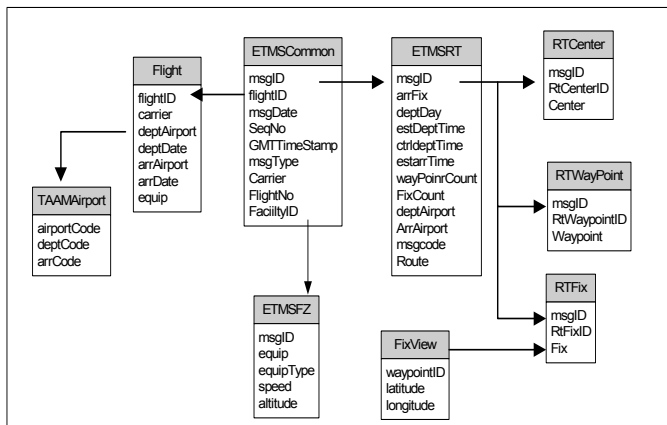 Flight
flightID
carrier
deptAirport
deptDate
arrAirport
arrDate
equip
TAAMAirport
airportCode
deptCode
arrCode
ETMSCommon
msgID
flightID
msgDate
SeqNo
GMTTimeStamp
msgType
Carrier
FlightNo
FaciiltyID
ETMSFZ
msgID
equip
equipType
speed
altitude
ETMSRT
msgID
arrFix
deptDay
estDeptTime
ctrldeptTime
estarrTime
wayPoinrCount
FixCount
deptAirport
ArrAirport
msgcode
Route
FixView
waypointID
latitude
longitude
RTCenter
msgID
RtCenterID
Center
RTWayPoint
msgID
RtWaypointID
Waypoint
RTFix
msgID
RtFixID
Fix